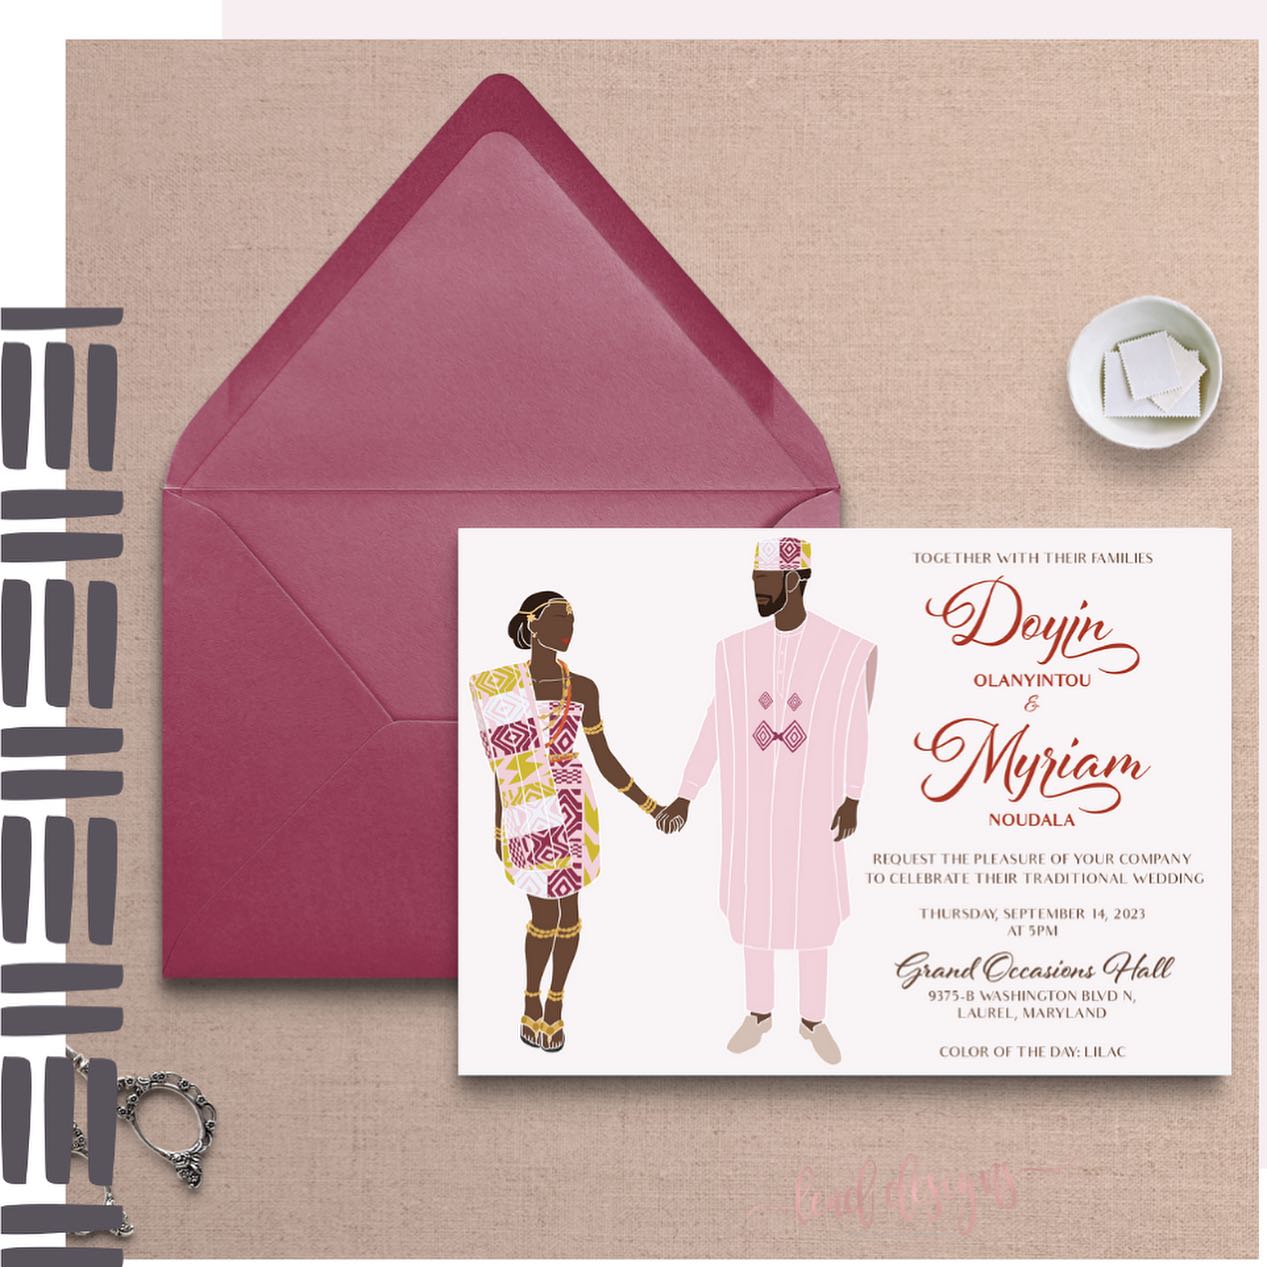 TOGETHER WITH THEIR FAMILIES
Doyin
OLANYINTOU
&
Myriam
NOUDALA
REQUEST THE PLEASURE OF YOUR COMPANY
TO CELEBRATE THEIR TRADITIONAL WEDDING
THURSDAY, SEPTEMBER 14, 2023
AT 5PM
Grand Occasions Hall
9375-B WASHINGTON BLVD N,
LAUREL, MARYLAND
COLOR OF THE DAY: LILAC
designs